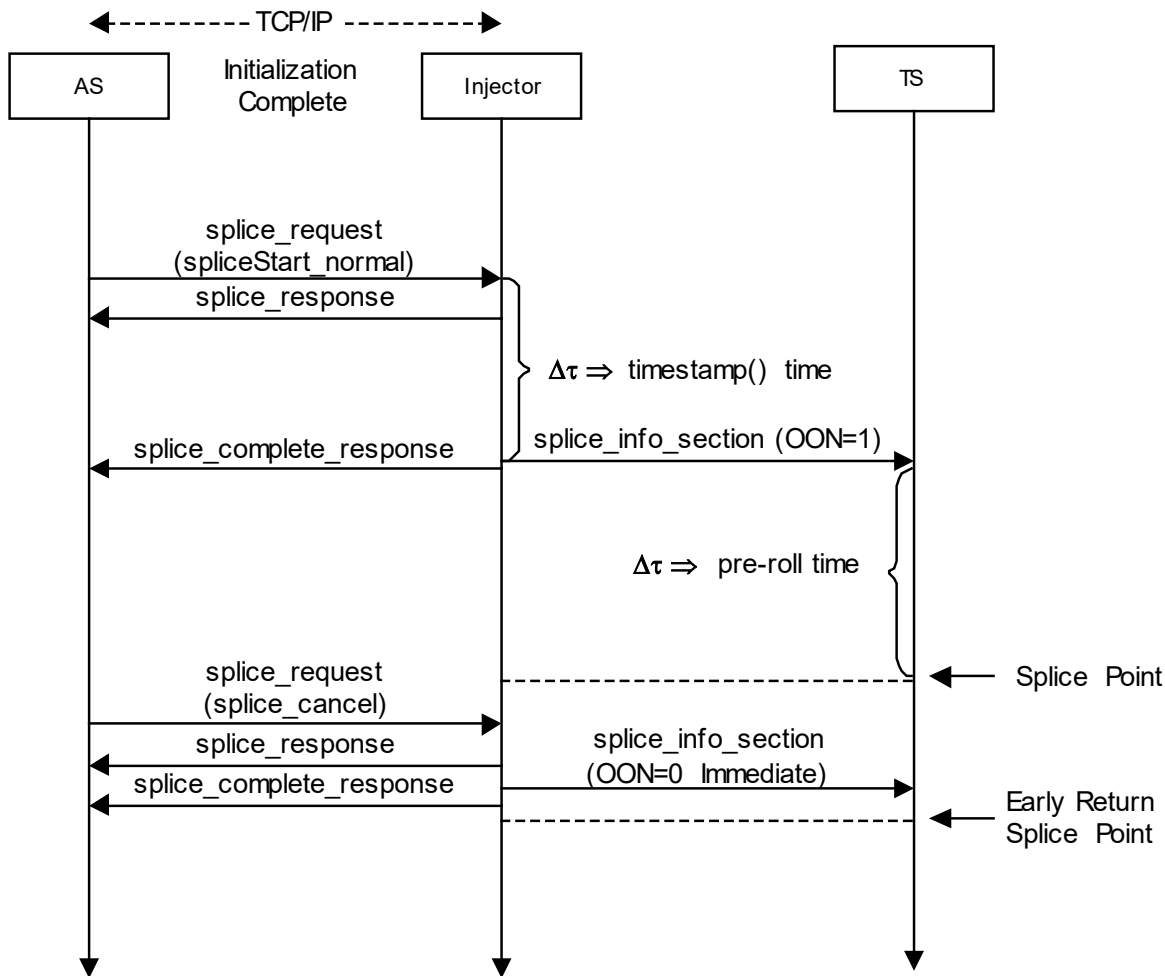 TCP/IP
AS
Initialization
Complete
Injector
TS
splice_request
(spliceStart_normal)
splice_response
Δτ ⇒ timestamp() time
splice_complete_response
splice_info_section (OON=1)
Δτ ⇒ pre-roll time
splice_request
(splice_cancel)
Splice Point
splice_response
splice_info_section
(OON=0 Immediate)
splice_complete_response
Early Return
Splice Point